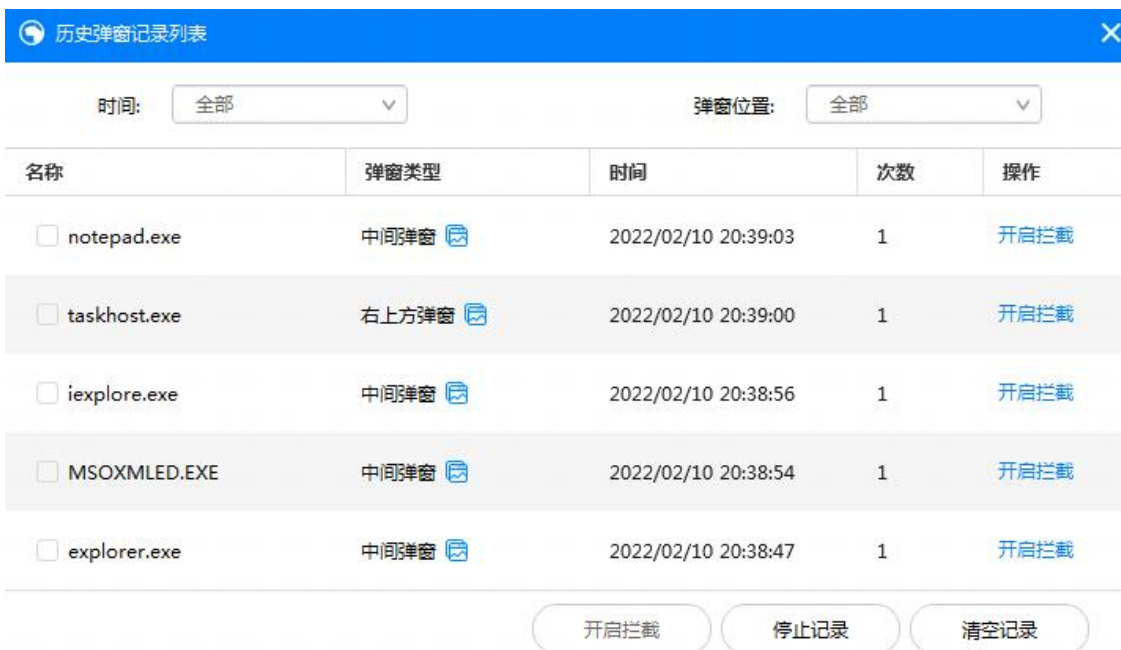 历史弹窗记录列表
时间: 全部 弹窗位置: 全部
名称 弹窗类型 时间 次数 操作
notepad.exe 中间弹窗 2022/02/10 20:39:03 1 开启拦截
taskhost.exe 右上方弹窗 2022/02/10 20:39:00 1 开启拦截
iexplore.exe 中间弹窗 2022/02/10 20:38:56 1 开启拦截
MSOXMLED.EXE 中间弹窗 2022/02/10 20:38:54 1 开启拦截
explorer.exe 中间弹窗 2022/02/10 20:38:47 1 开启拦截
开启拦截 停止记录 清空记录